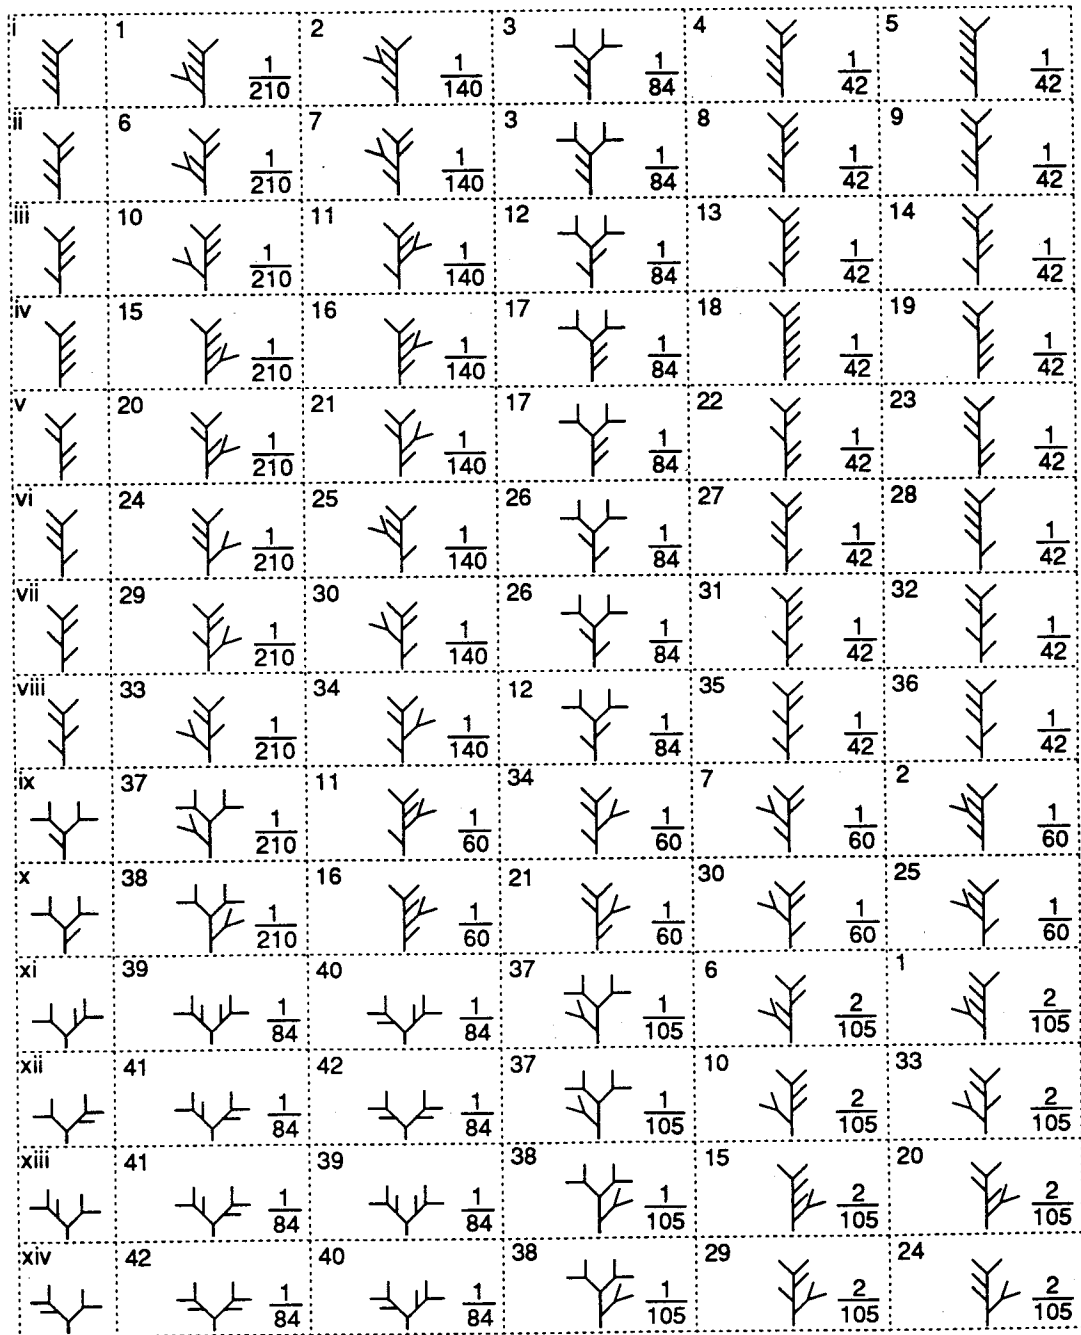 i 1 1/210 2 1/140 3 1/84 4 1/42 5 1/42
ii 6 1/210 7 1/140 3 1/84 8 1/42 9 1/42
iii 10 1/210 11 1/140 12 1/84 13 1/42 14 1/42
iv 15 1/210 16 1/140 17 1/84 18 1/42 19 1/42
v 20 1/210 21 1/140 17 1/84 22 1/42 23 1/42
vi 24 1/210 25 1/140 26 1/84 27 1/42 28 1/42
vii 29 1/210 30 1/140 26 1/84 31 1/42 32 1/42
viii 33 1/210 34 1/140 12 1/84 35 1/42 36 1/42
ix 37 1/210 11 1/60 34 1/60 7 1/60 2 1/60
x 38 1/210 16 1/60 21 1/60 30 1/60 25 1/60
xi 39 1/84 40 1/84 37 1/105 6 2/105 1 2/105
xii 41 1/84 42 1/84 37 1/105 10 2/105 33 2/105
xiii 41 1/84 39 1/84 38 1/105 15 2/105 20 2/105
xiv 42 1/84 40 1/84 38 1/105 29 2/105 24 2/105